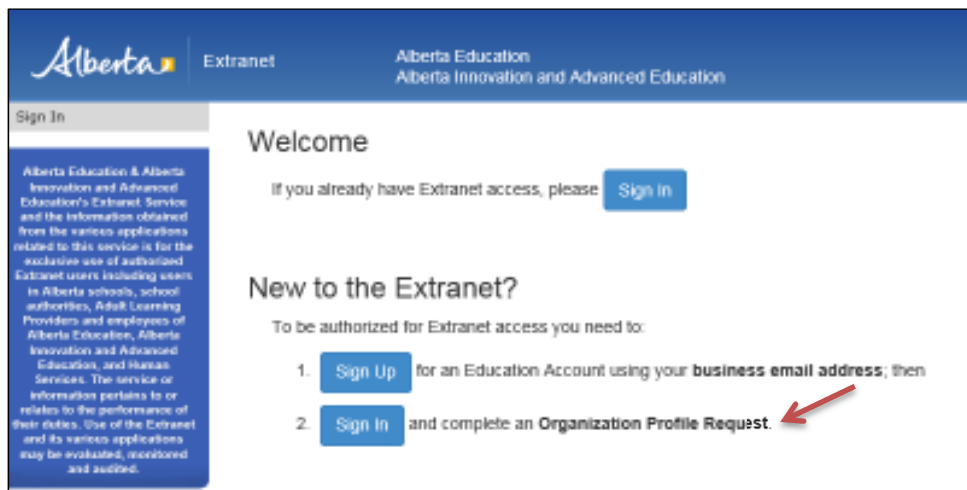 Alberta
Extranet
Alberta Education
Alberta Innovation and Advanced Education
Sign In
Alberta Education & Alberta
Innovation and Advanced
Education's Extranet Service
and the information obtained
from the various applications
related to this service is for the
exclusive use of authorized
Extranet users including users
in Alberta schools, school
authorities, Adult Learning
Providers and employees of
Alberta Education, Alberta
Innovation and Advanced
Education, and Human
Services. The service or
information pertains to or
relates to the performance of
their duties. Use of the Extranet
and its various applications
may be evaluated, monitored
and audited.
Welcome
If you already have Extranet access, please Sign In
New to the Extranet?
To be authorized for Extranet access you need to:
1. Sign Up for an Education Account using your business email address; then
2. Sign In and complete an Organization Profile Request.